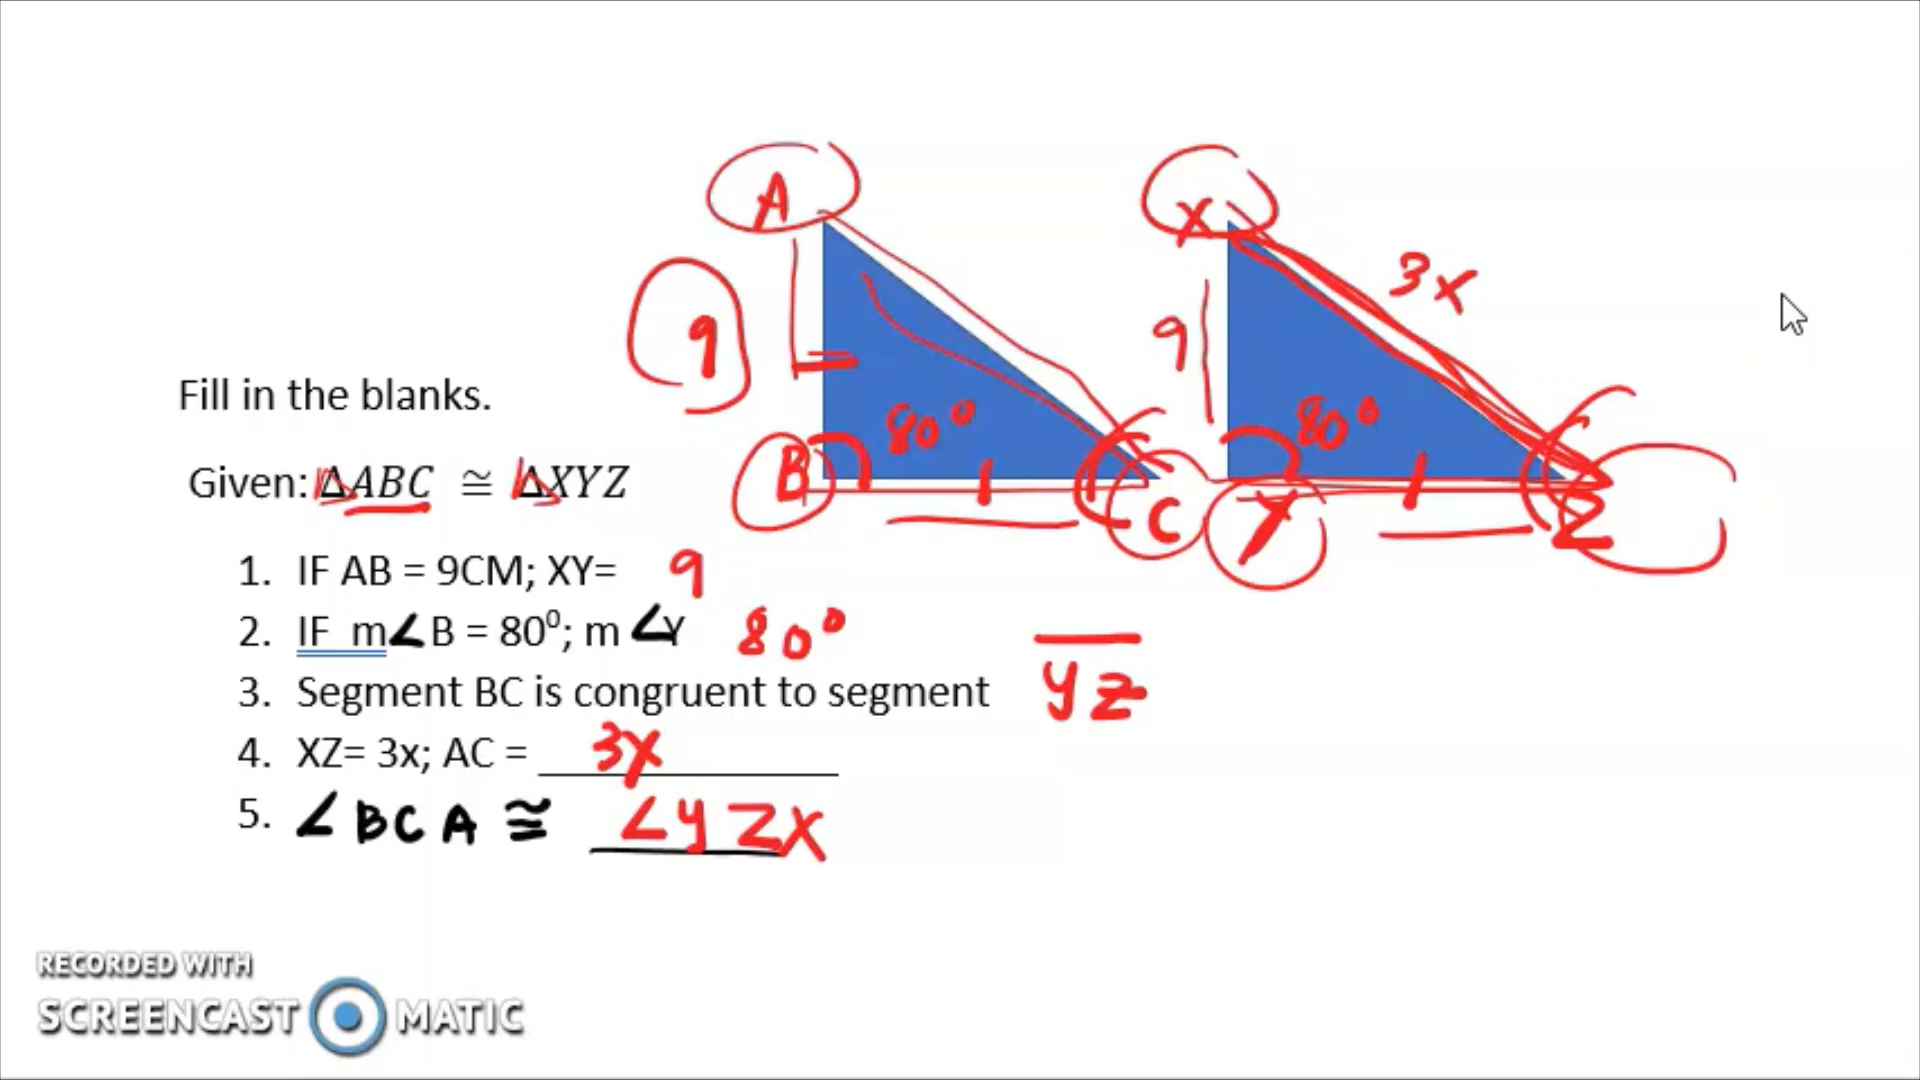 A
X
3x
9
9
Fill in the blanks.
80°
80°
B
Given: ΔABC ≅ ΔXYZ
C
Y
Z
1. IF AB = 9CM; XY= 9
2. IF m∠B = 80⁰; m ∠Y 80°
3. Segment BC is congruent to segment YZ
4. XZ= 3x; AC = 3x
5. ∠BCA ≅ ∠YZX
RECORDED WITH
SCREENCAST MATIC